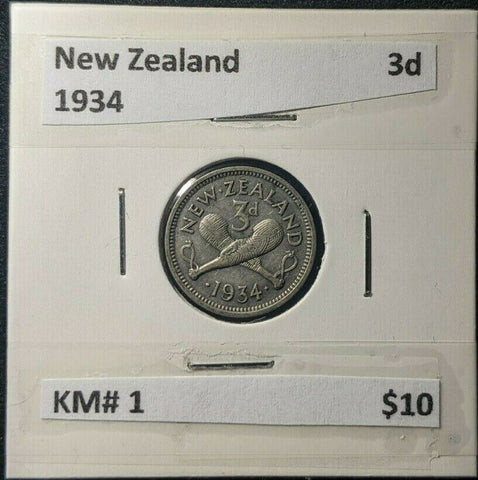 New Zealand 3d
1934
NEW·ZEALAND
3d
·1934·
KM# 1 $10